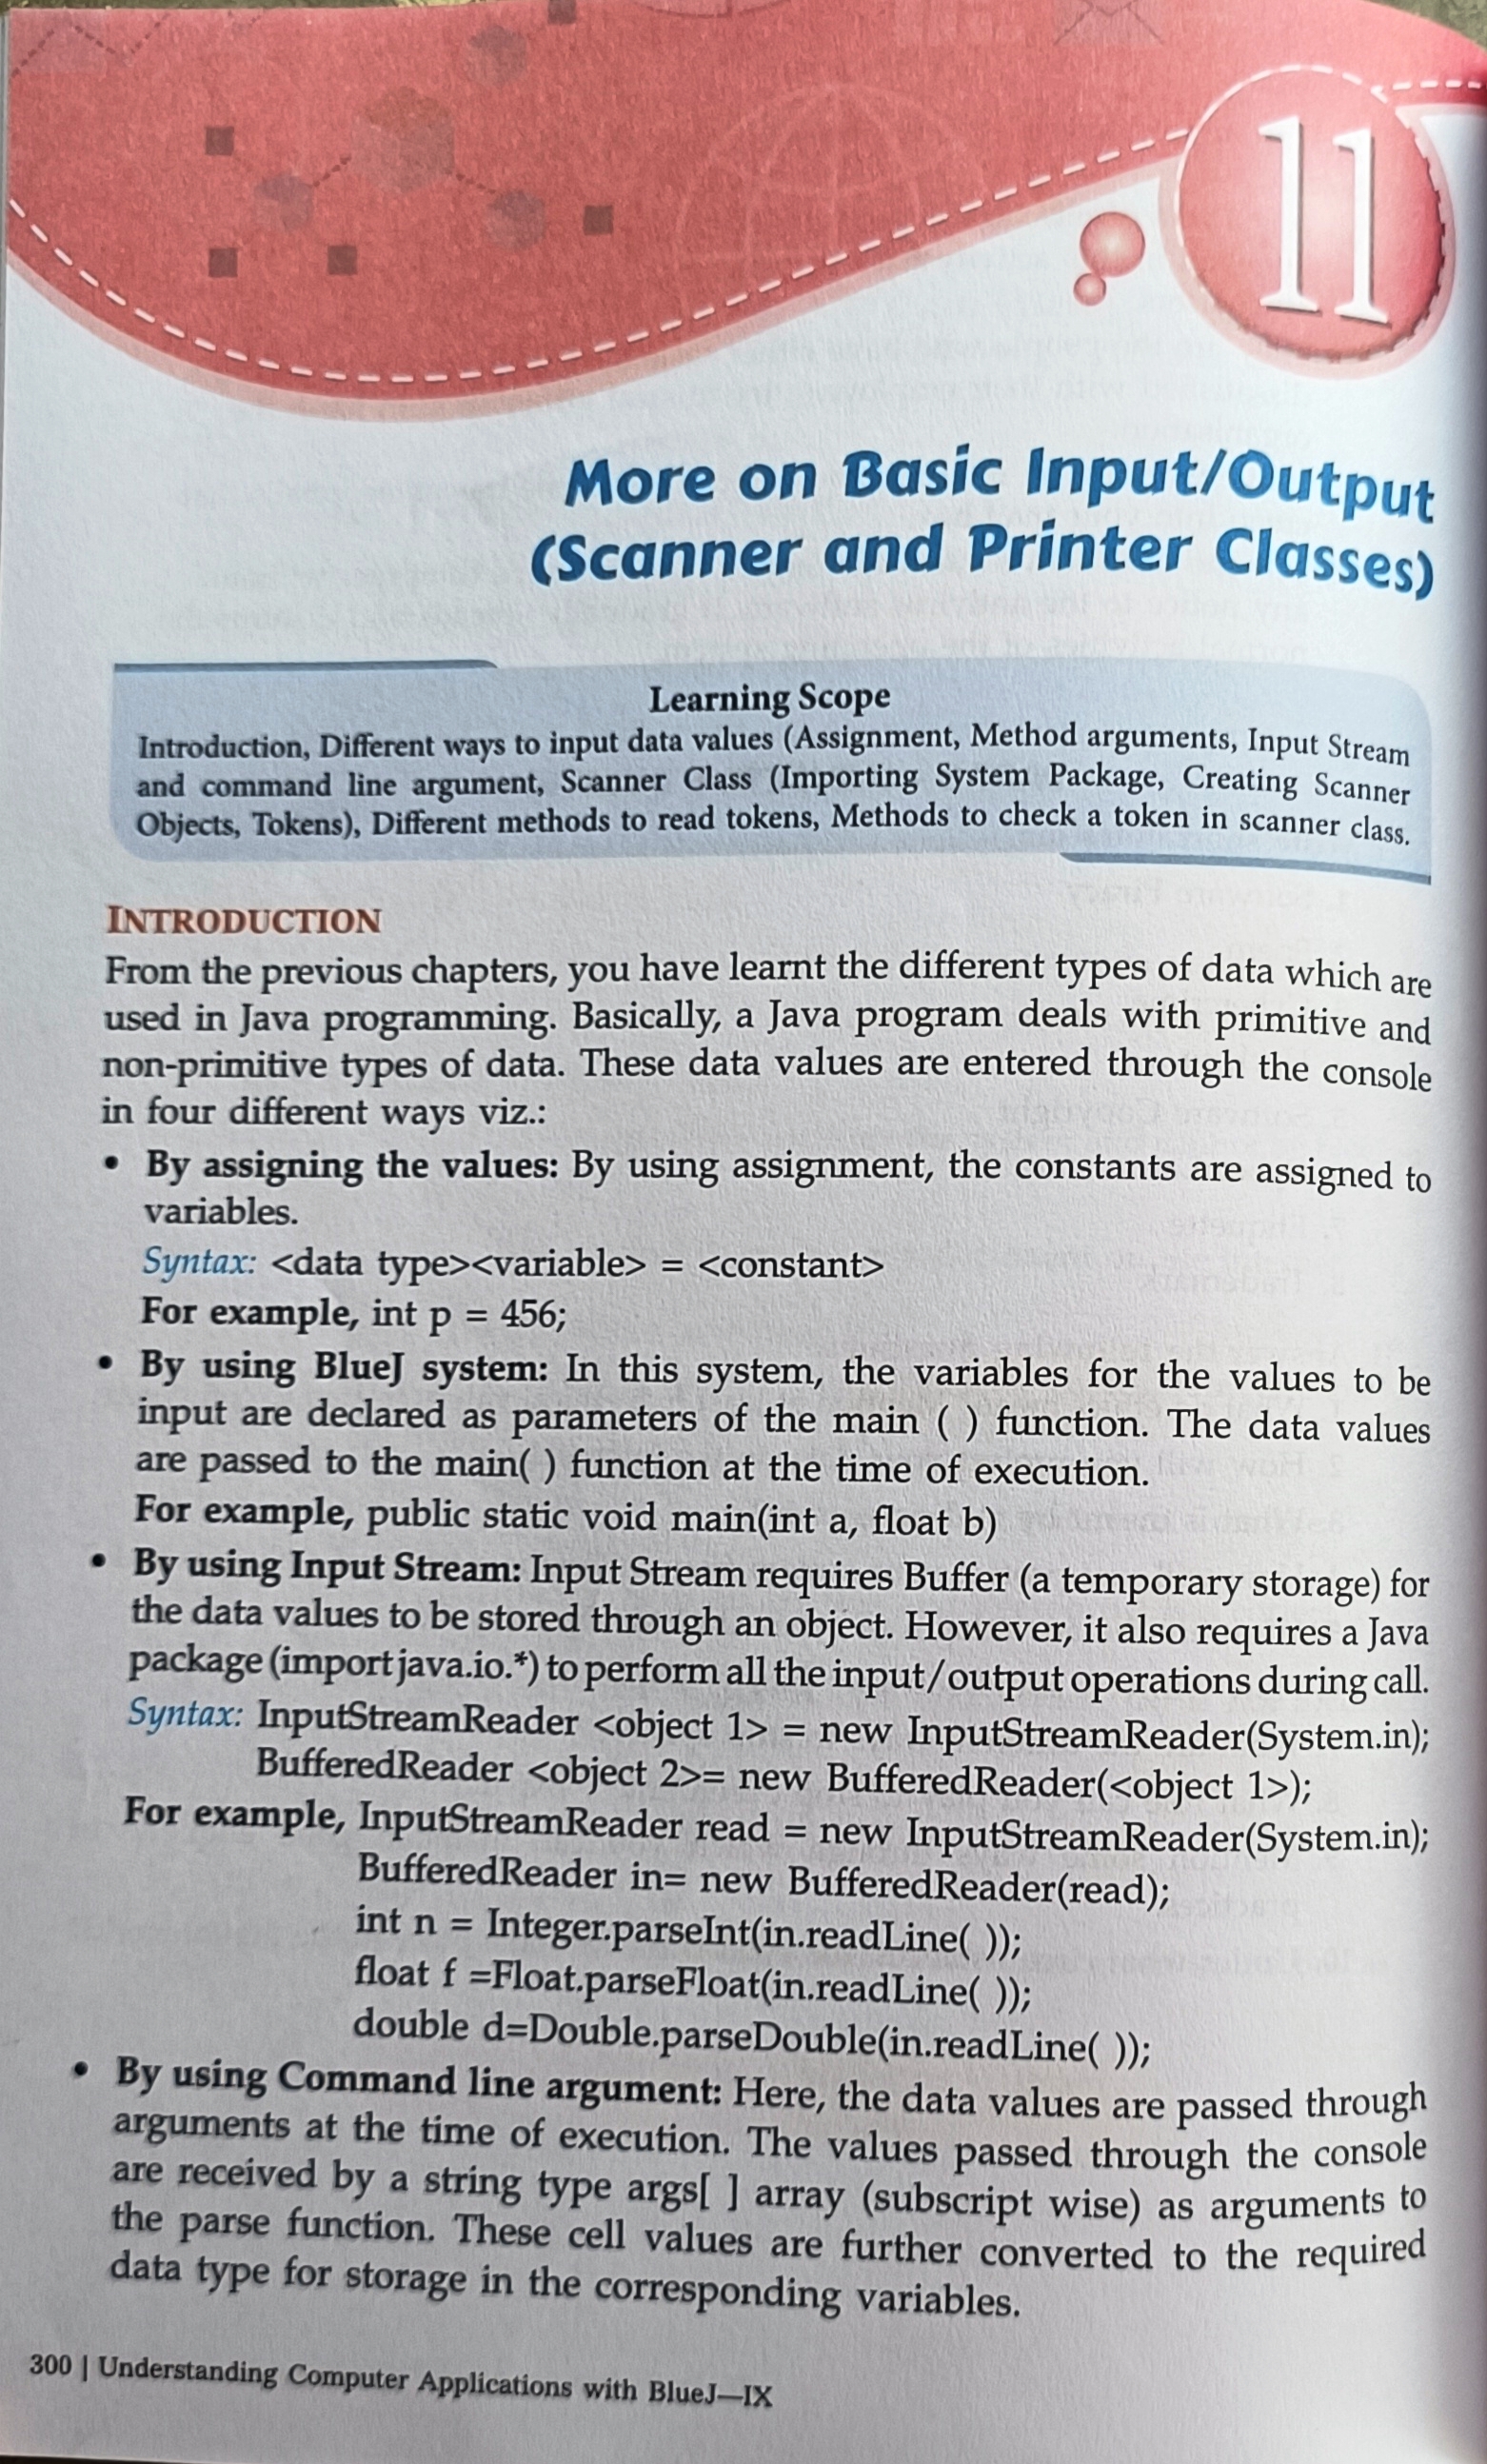 11
More on Basic Input/Output
(Scanner and Printer Classes)
Learning Scope
Introduction, Different ways to input data values (Assignment, Method arguments, Input Stream
and command line argument, Scanner Class (Importing System Package, Creating Scanner
Objects, Tokens), Different methods to read tokens, Methods to check a token in scanner class.
INTRODUCTION
From the previous chapters, you have learnt the different types of data which are
used in Java programming. Basically, a Java program deals with primitive and
non-primitive types of data. These data values are entered through the console
in four different ways viz.:
• By assigning the values: By using assignment, the constants are assigned to
variables.
Syntax: <data type><variable> = <constant>
For example, int p = 456;
• By using BlueJ system: In this system, the variables for the values to be
input are declared as parameters of the main ( ) function. The data values
are passed to the main( ) function at the time of execution.
For example, public static void main(int a, float b)
• By using Input Stream: Input Stream requires Buffer (a temporary storage) for
the data values to be stored through an object. However, it also requires a Java
package (import java.io.*) to perform all the input/output operations during call.
Syntax: InputStreamReader <object 1> = new InputStreamReader(System.in);
BufferedReader <object 2>= new BufferedReader(<object 1>);
For example, InputStreamReader read = new InputStreamReader(System.in);
BufferedReader in= new BufferedReader(read);
int n = Integer.parseInt(in.readLine( ));
float f =Float.parseFloat(in.readLine( ));
double d=Double.parseDouble(in.readLine( ));
• By using Command line argument: Here, the data values are passed through
arguments at the time of execution. The values passed through the console
are received by a string type args[ ] array (subscript wise) as arguments to
the parse function. These cell values are further converted to the required
data type for storage in the corresponding variables.
300 | Understanding Computer Applications with BlueJ—IX